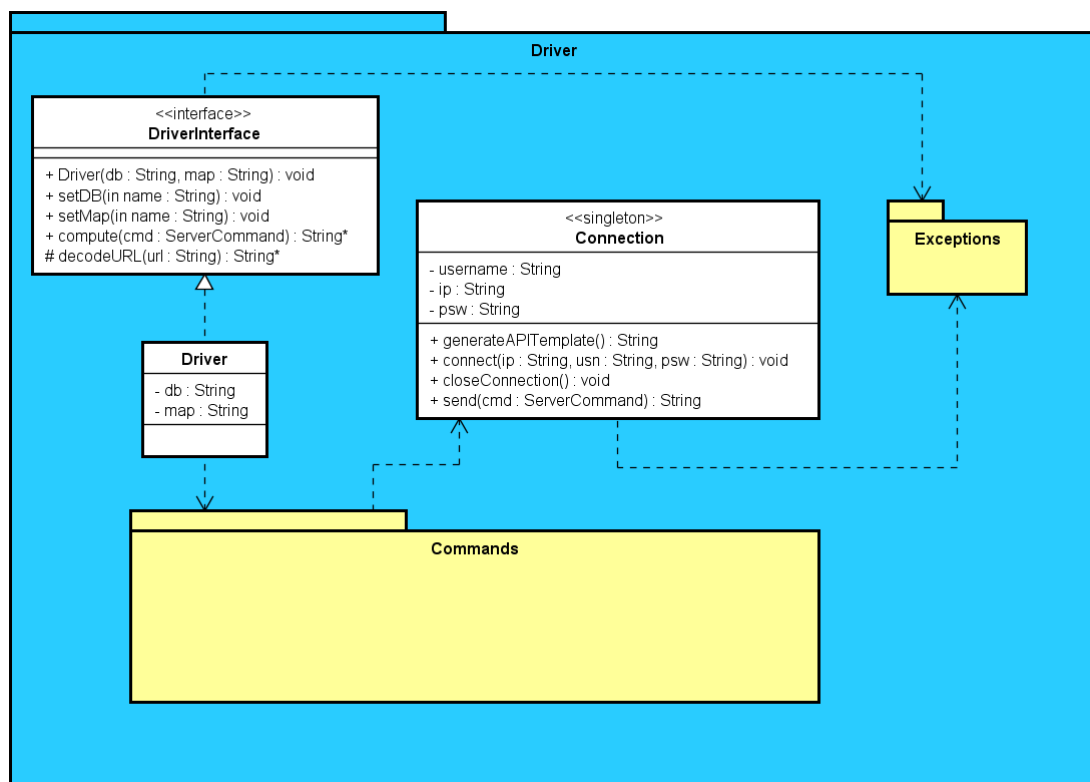 Driver
<<interface>>
DriverInterface
+ Driver(db : String, map : String) : void
+ setDB(in name : String) : void
+ setMap(in name : String) : void
+ compute(cmd : ServerCommand) : String*
# decodeURL(url : String) : String*
<<singleton>>
Connection
- username : String
- ip : String
- psw : String
+ generateAPITemplate() : String
+ connect(ip : String, usn : String, psw : String) : void
+ closeConnection() : void
+ send(cmd : ServerCommand) : String
Exceptions
Driver
- db : String
- map : String
Commands